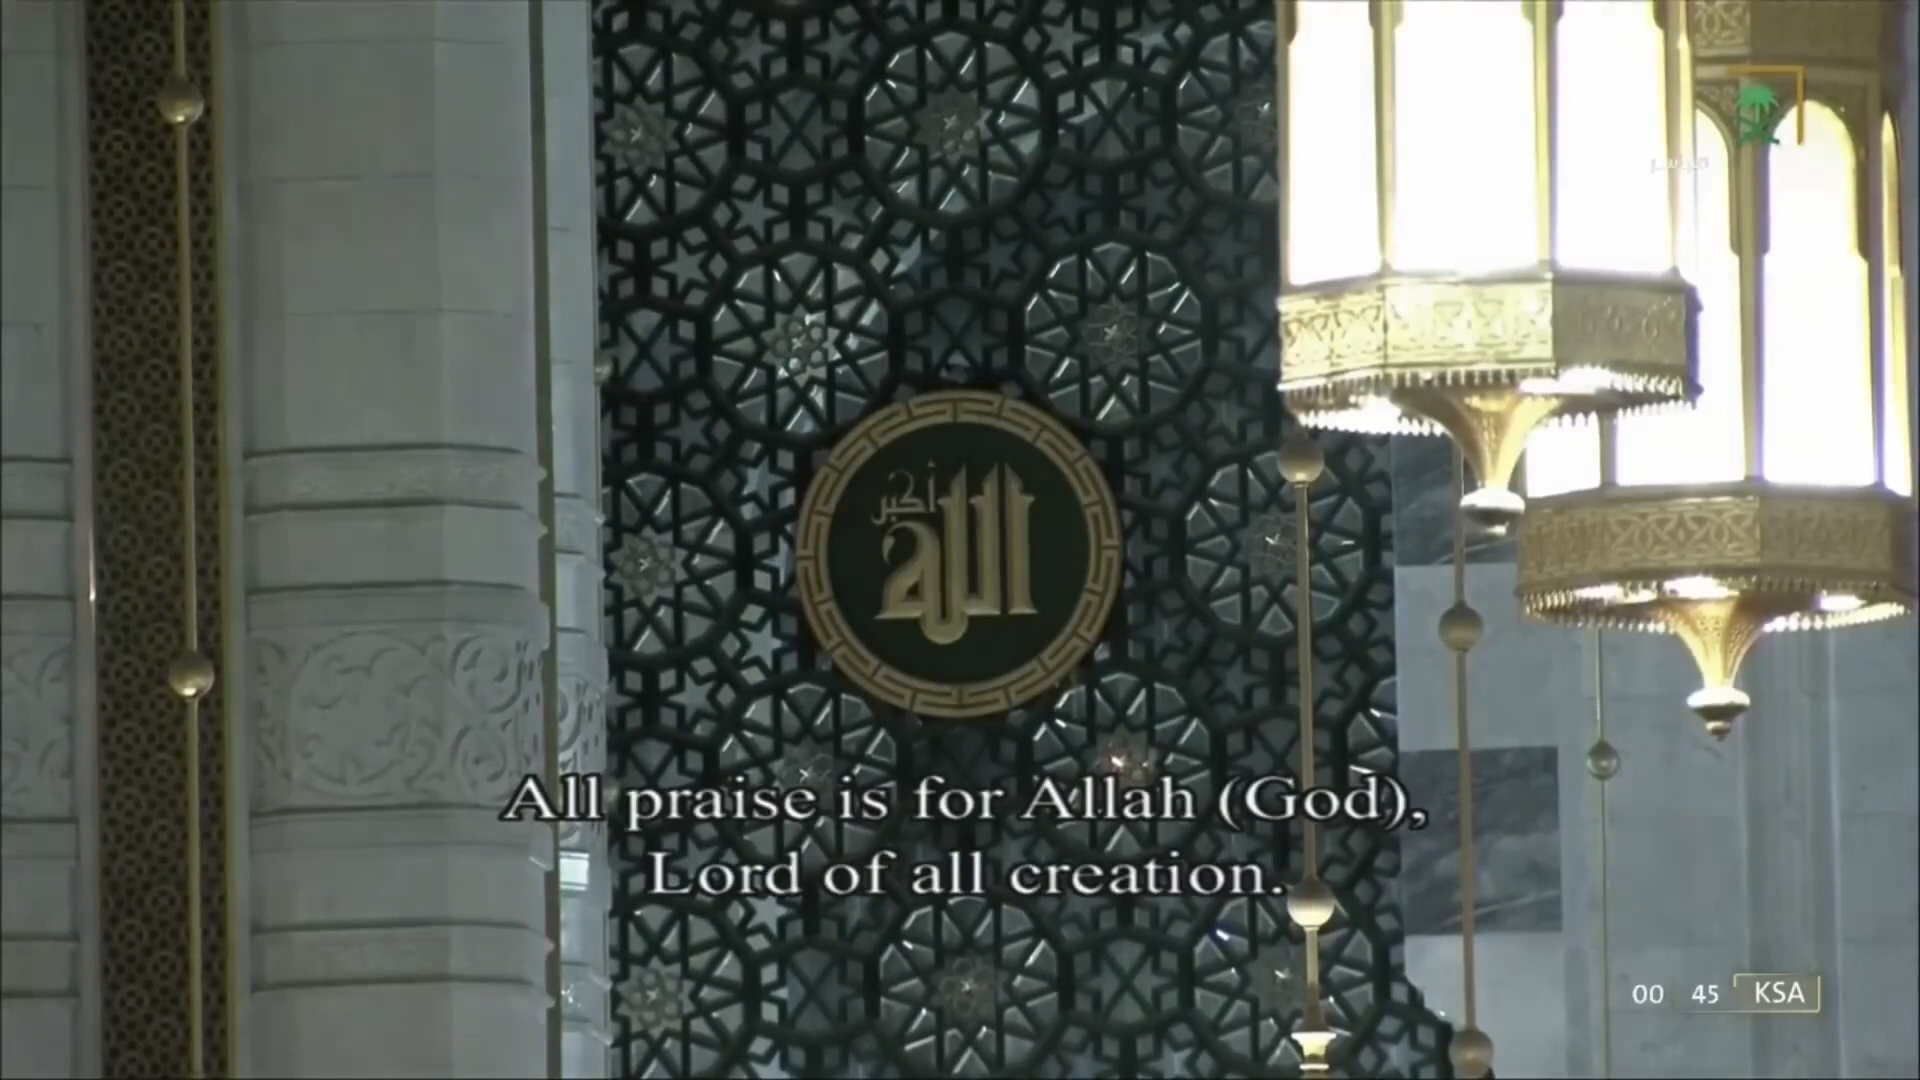 أكبر
الله
All praise is for Allah (God),
Lord of all creation.
00 45 KSA